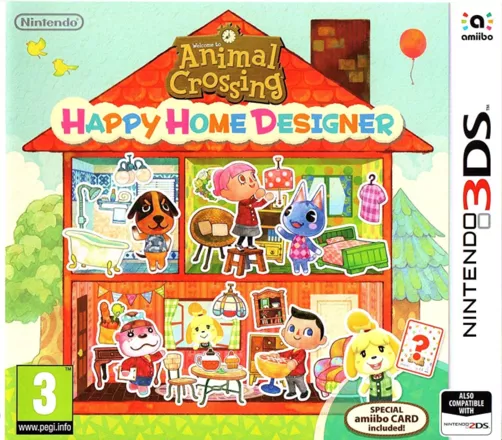 Nintendo
amiibo
Welcome to
Animal
Crossing
HAPPY HOME DESIGNER
NINTENDO 3DS™
?
3
www.pegi.info
SPECIAL
amiibo CARD
included!
ALSO
COMPATIBLE
WITH
NINTENDO 2DS